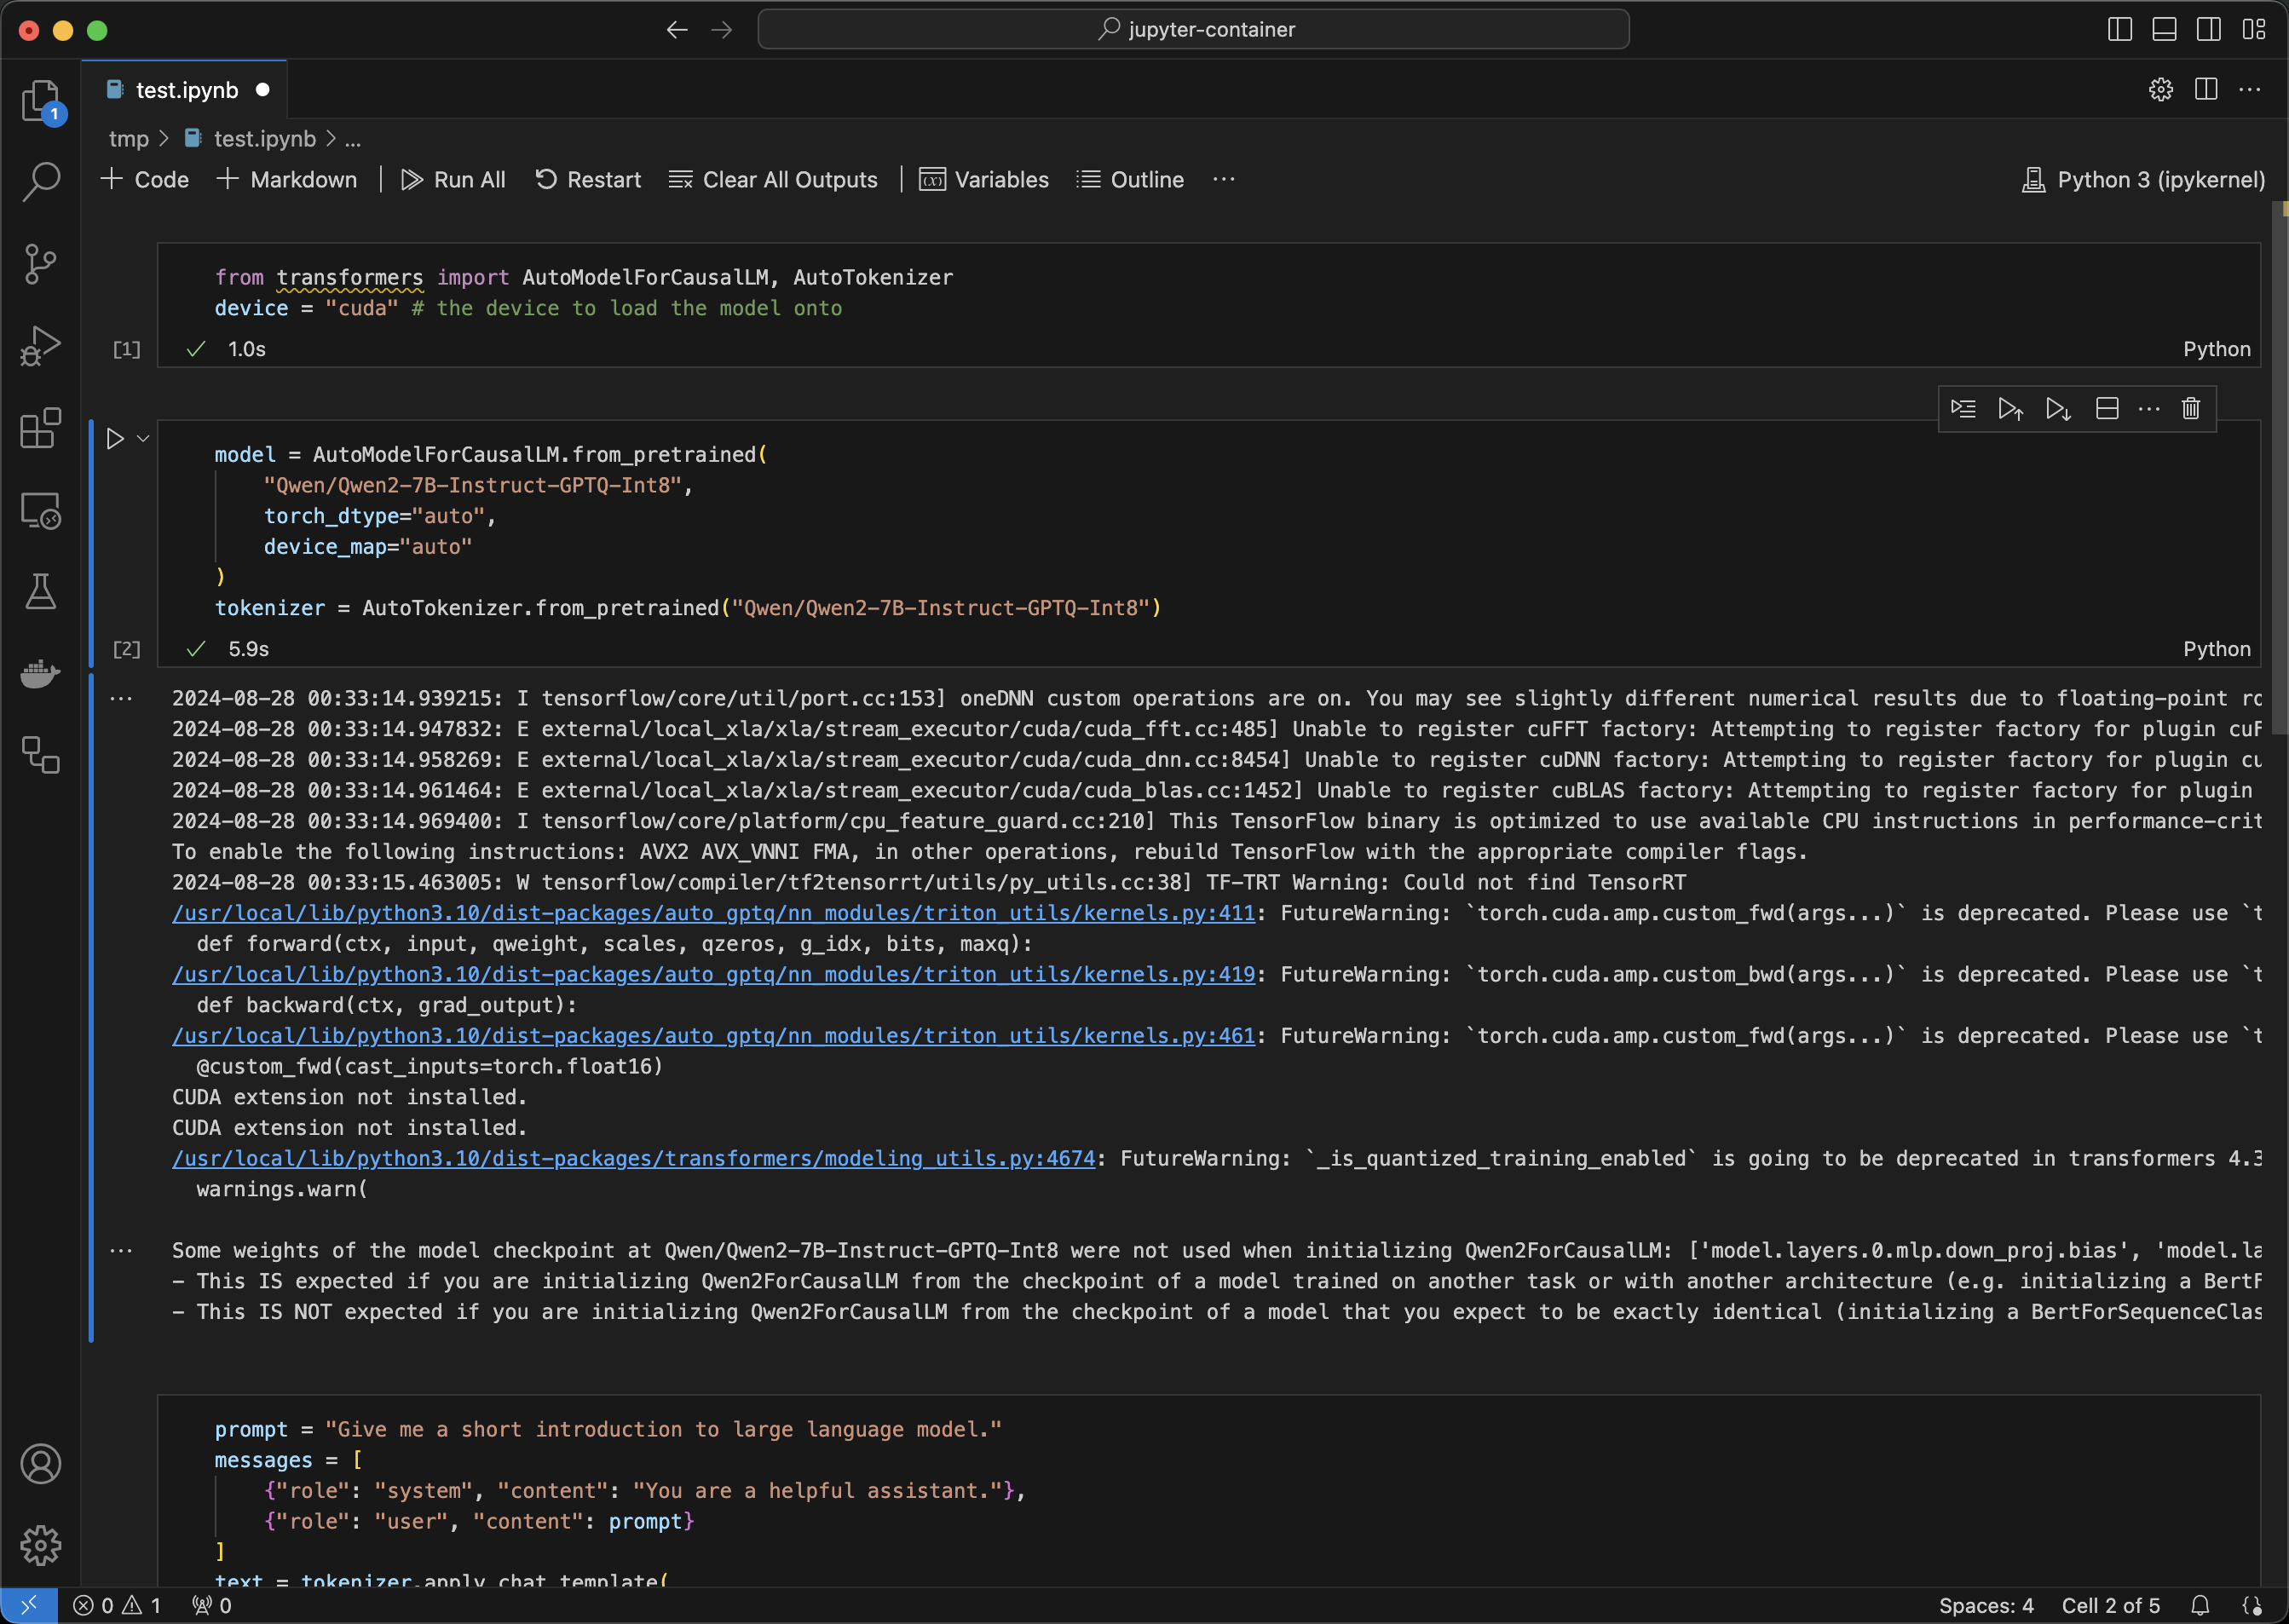 jupyter-container
test.ipynb
1
tmp > test.ipynb > ...
+ Code + Markdown | Run All Restart Clear All Outputs | Variables Outline ... Python 3 (ipykernel)
from transformers import AutoModelForCausalLM, AutoTokenizer
device = "cuda" # the device to load the model onto
[1] ✓ 1.0s Python
model = AutoModelForCausalLM.from_pretrained(
"Qwen/Qwen2-7B-Instruct-GPTQ-Int8",
torch_dtype="auto",
device_map="auto"
)
tokenizer = AutoTokenizer.from_pretrained("Qwen/Qwen2-7B-Instruct-GPTQ-Int8")
[2] ✓ 5.9s Python
2024-08-28 00:33:14.939215: I tensorflow/core/util/port.cc:153] oneDNN custom operations are on. You may see slightly different numerical results due to floating-point ro
2024-08-28 00:33:14.947832: E external/local_xla/xla/stream_executor/cuda/cuda_fft.cc:485] Unable to register cuFFT factory: Attempting to register factory for plugin cuF
2024-08-28 00:33:14.958269: E external/local_xla/xla/stream_executor/cuda/cuda_dnn.cc:8454] Unable to register cuDNN factory: Attempting to register factory for plugin cu
2024-08-28 00:33:14.961464: E external/local_xla/xla/stream_executor/cuda/cuda_blas.cc:1452] Unable to register cuBLAS factory: Attempting to register factory for plugin
2024-08-28 00:33:14.969400: I tensorflow/core/platform/cpu_feature_guard.cc:210] This TensorFlow binary is optimized to use available CPU instructions in performance-crit
To enable the following instructions: AVX2 AVX_VNNI FMA, in other operations, rebuild TensorFlow with the appropriate compiler flags.
2024-08-28 00:33:15.463005: W tensorflow/compiler/tf2tensorrt/utils/py_utils.cc:38] TF-TRT Warning: Could not find TensorRT
/usr/local/lib/python3.10/dist-packages/auto_gptq/nn_modules/triton_utils/kernels.py:411: FutureWarning: `torch.cuda.amp.custom_fwd(args...)` is deprecated. Please use `t
def forward(ctx, input, qweight, scales, qzeros, g_idx, bits, maxq):
/usr/local/lib/python3.10/dist-packages/auto_gptq/nn_modules/triton_utils/kernels.py:419: FutureWarning: `torch.cuda.amp.custom_bwd(args...)` is deprecated. Please use `t
def backward(ctx, grad_output):
/usr/local/lib/python3.10/dist-packages/auto_gptq/nn_modules/triton_utils/kernels.py:461: FutureWarning: `torch.cuda.amp.custom_fwd(args...)` is deprecated. Please use `t
@custom_fwd(cast_inputs=torch.float16)
CUDA extension not installed.
CUDA extension not installed.
/usr/local/lib/python3.10/dist-packages/transformers/modeling_utils.py:4674: FutureWarning: `_is_quantized_training_enabled` is going to be deprecated in transformers 4.3
warnings.warn(
Some weights of the model checkpoint at Qwen/Qwen2-7B-Instruct-GPTQ-Int8 were not used when initializing Qwen2ForCausalLM: ['model.layers.0.mlp.down_proj.bias', 'model.la
- This IS expected if you are initializing Qwen2ForCausalLM from the checkpoint of a model trained on another task or with another architecture (e.g. initializing a BertF
- This IS NOT expected if you are initializing Qwen2ForCausalLM from the checkpoint of a model that you expect to be exactly identical (initializing a BertForSequenceClas
prompt = "Give me a short introduction to large language model."
messages = [
{"role": "system", "content": "You are a helpful assistant."},
{"role": "user", "content": prompt}
]
text = tokenizer.apply_chat_template(
0 1 0 Spaces: 4 Cell 2 of 5